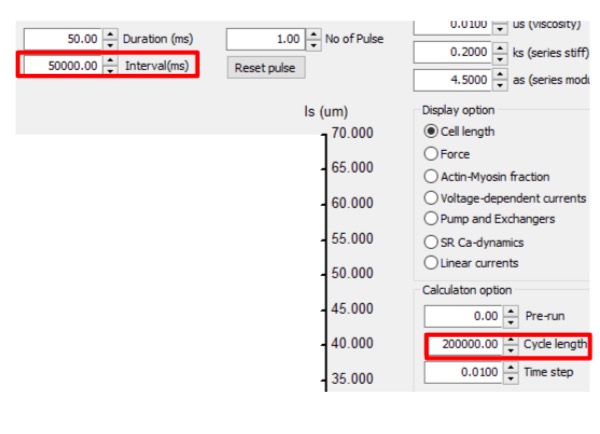 50.00 Duration (ms)
1.00 No of Pulse
0.0100 us (viscosity)
50000.00 Interval(ms)
Reset pulse
0.2000 ks (series stiff)
4.5000 as (series modu
ls (um)
70.000
65.000
60.000
55.000
50.000
45.000
40.000
35.000
Display option
Cell length
Force
Actin-Myosin fraction
Voltage-dependent currents
Pump and Exchangers
SR Ca-dynamics
Linear currents
Calculaton option
0.00 Pre-run
200000.00 Cycle length
0.0100 Time step